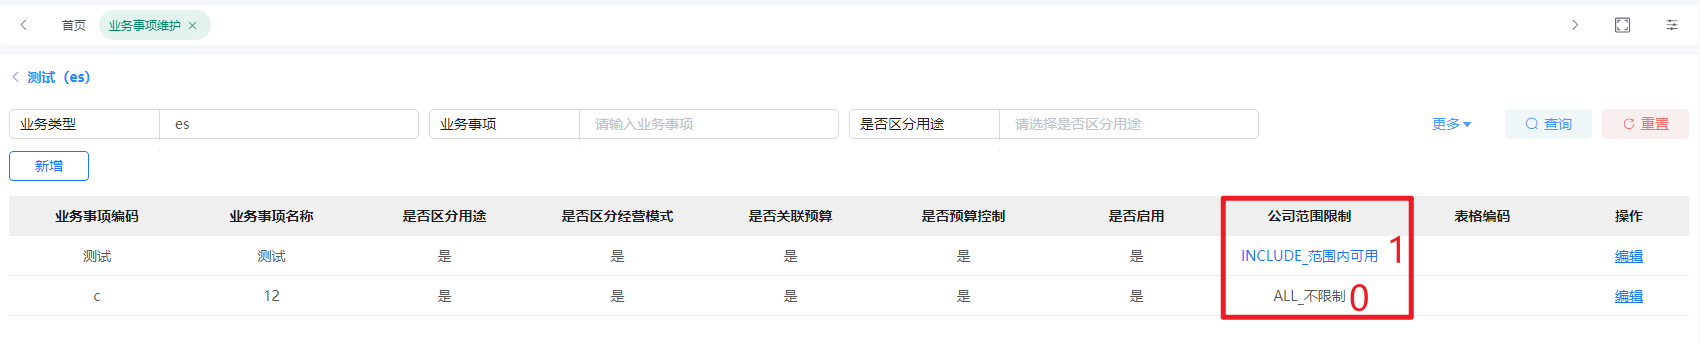 首页 业务事项维护
测试（es）
业务类型 es 业务事项 请输入业务事项 是否区分用途 请选择是否区分用途 更多 查询 重置
新增
业务事项编码 业务事项名称 是否区分用途 是否区分经营模式 是否关联预算 是否预算控制 是否启用 公司范围限制 表格编码 操作
测试 测试 是 是 是 是 是 INCLUDE_范围内可用 1 编辑
c 12 是 是 是 是 是 ALL_不限制 0 编辑